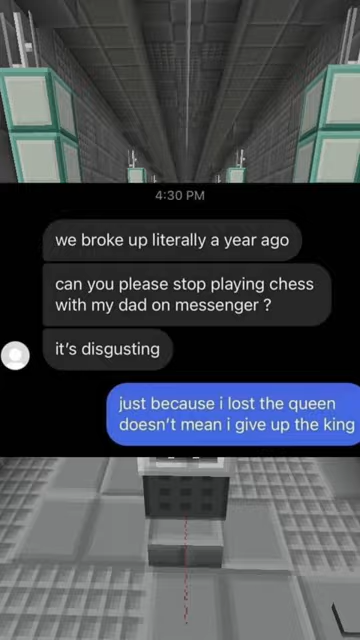 4:30 PM
we broke up literally a year ago
can you please stop playing chess
with my dad on messenger ?
it's disgusting
just because i lost the queen
doesn't mean i give up the king